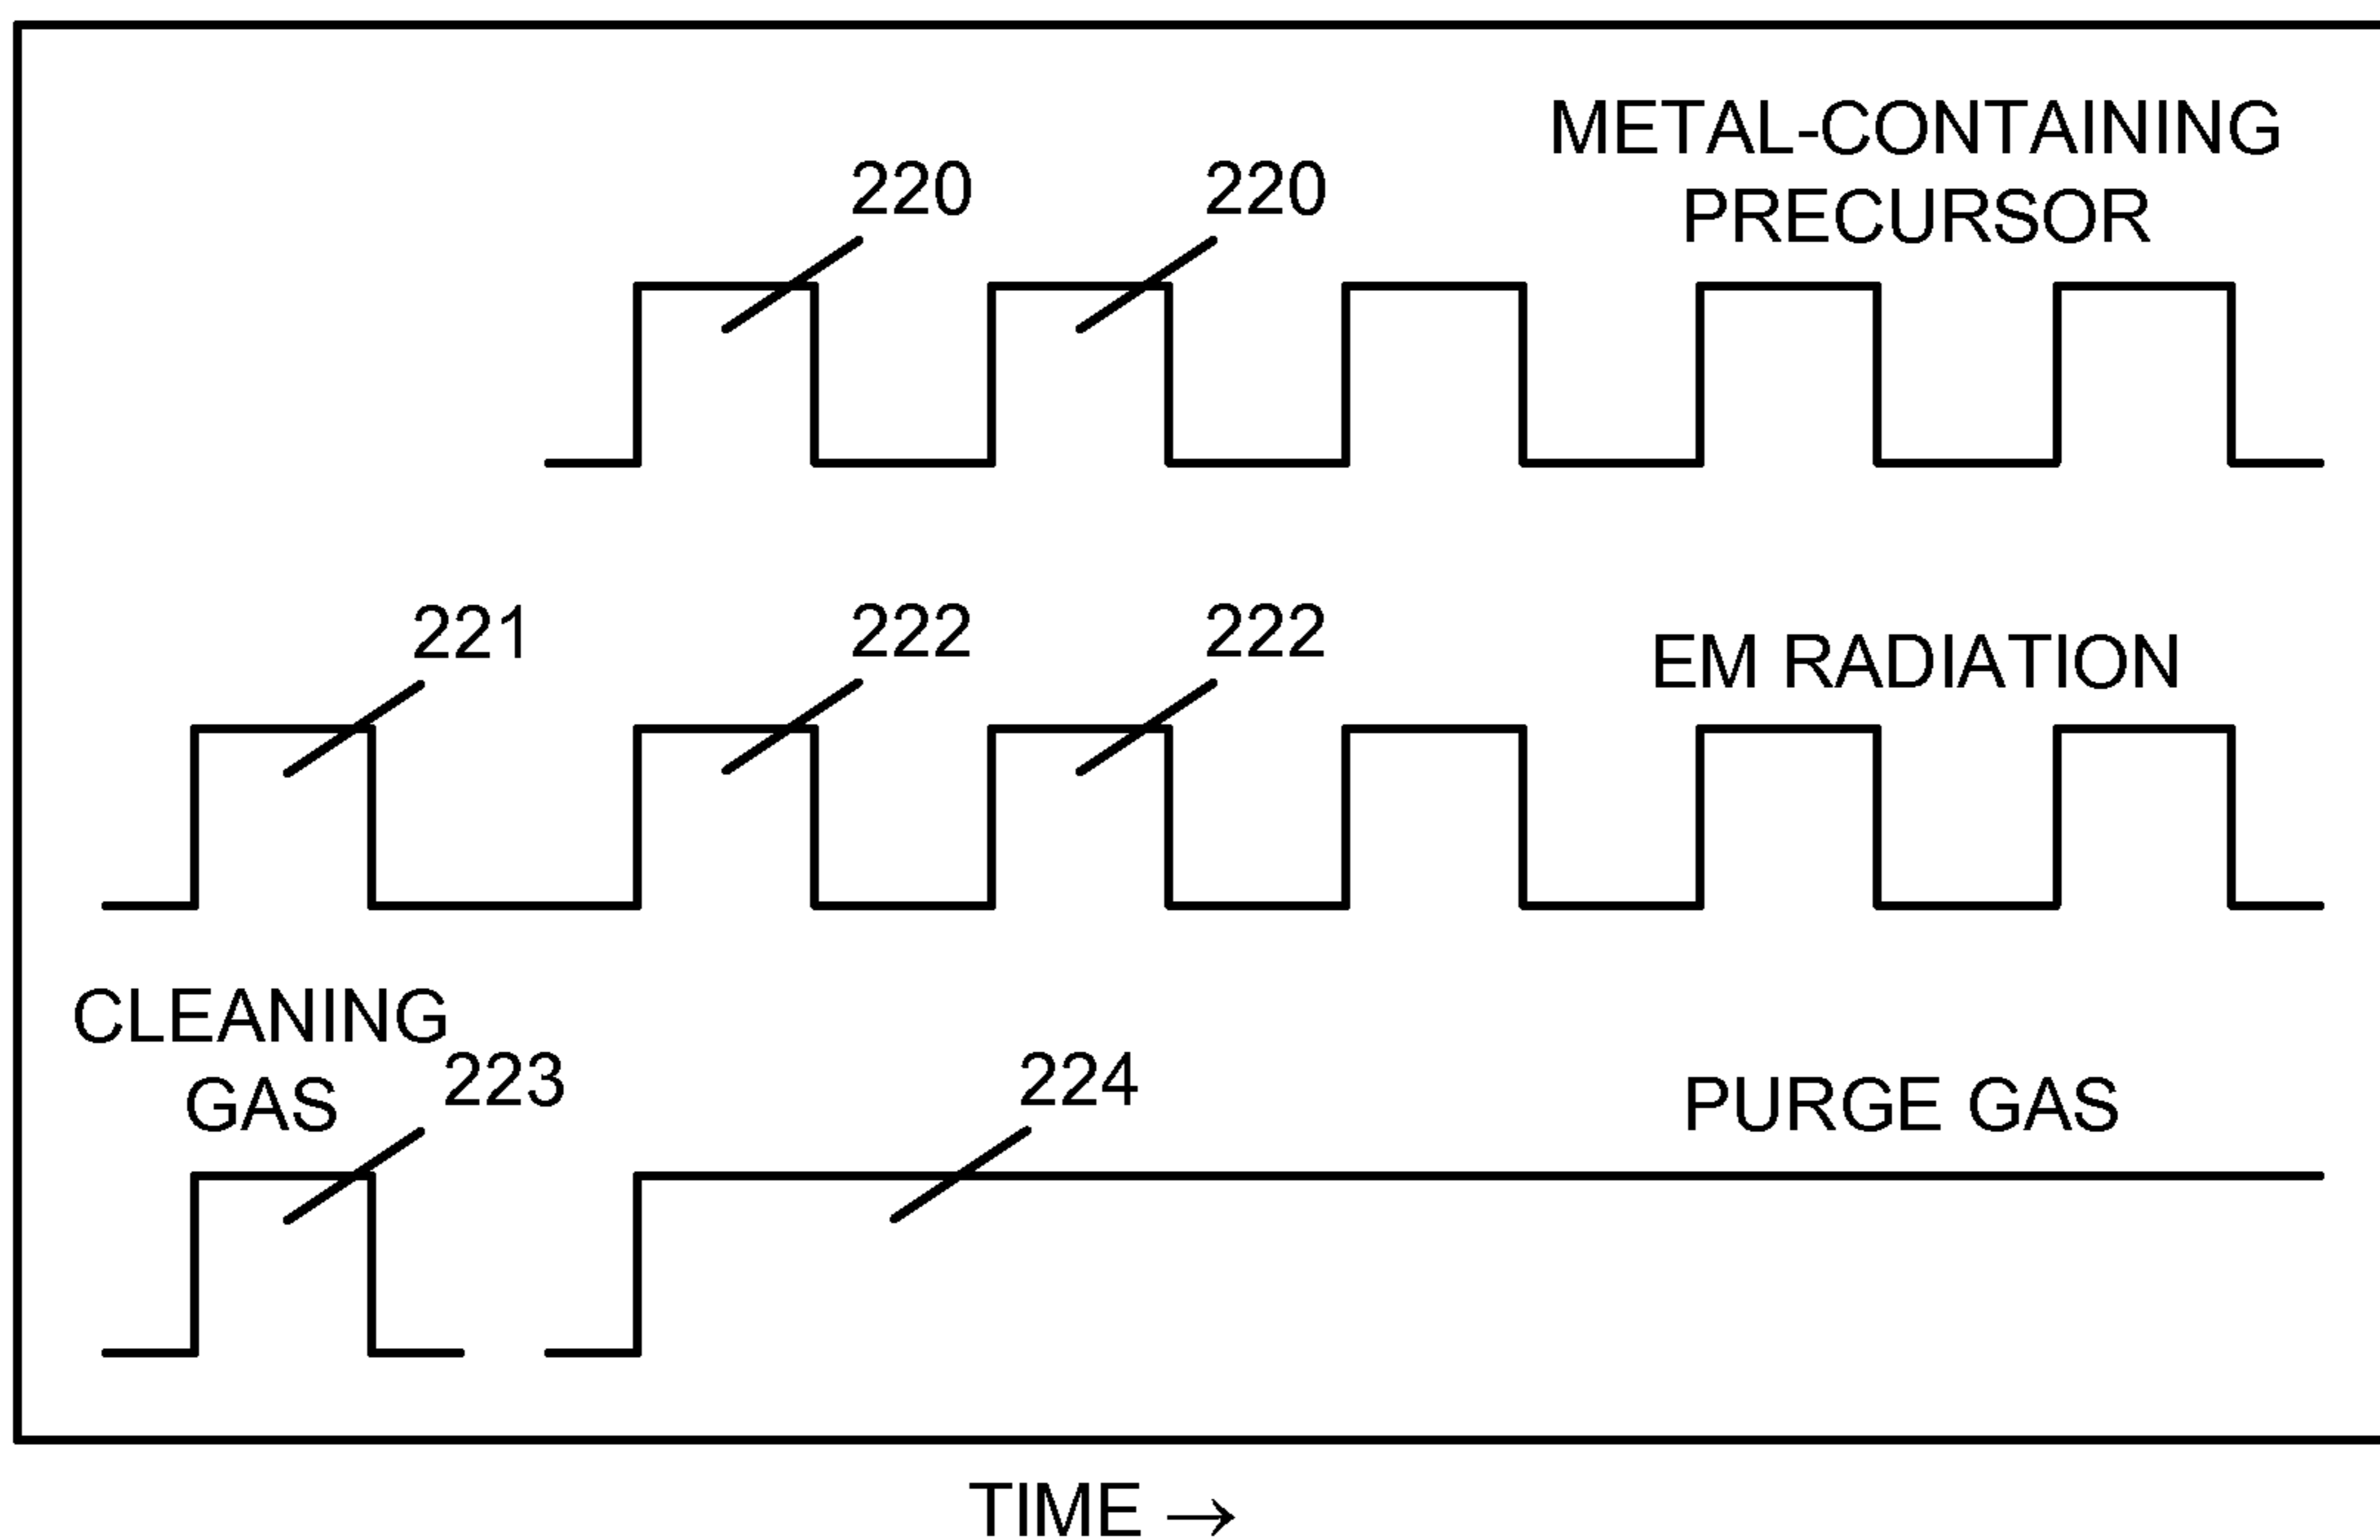 METAL-CONTAINING
PRECURSOR
220
220
221
222
222
EM RADIATION
CLEANING
GAS
223
224
PURGE GAS
TIME →